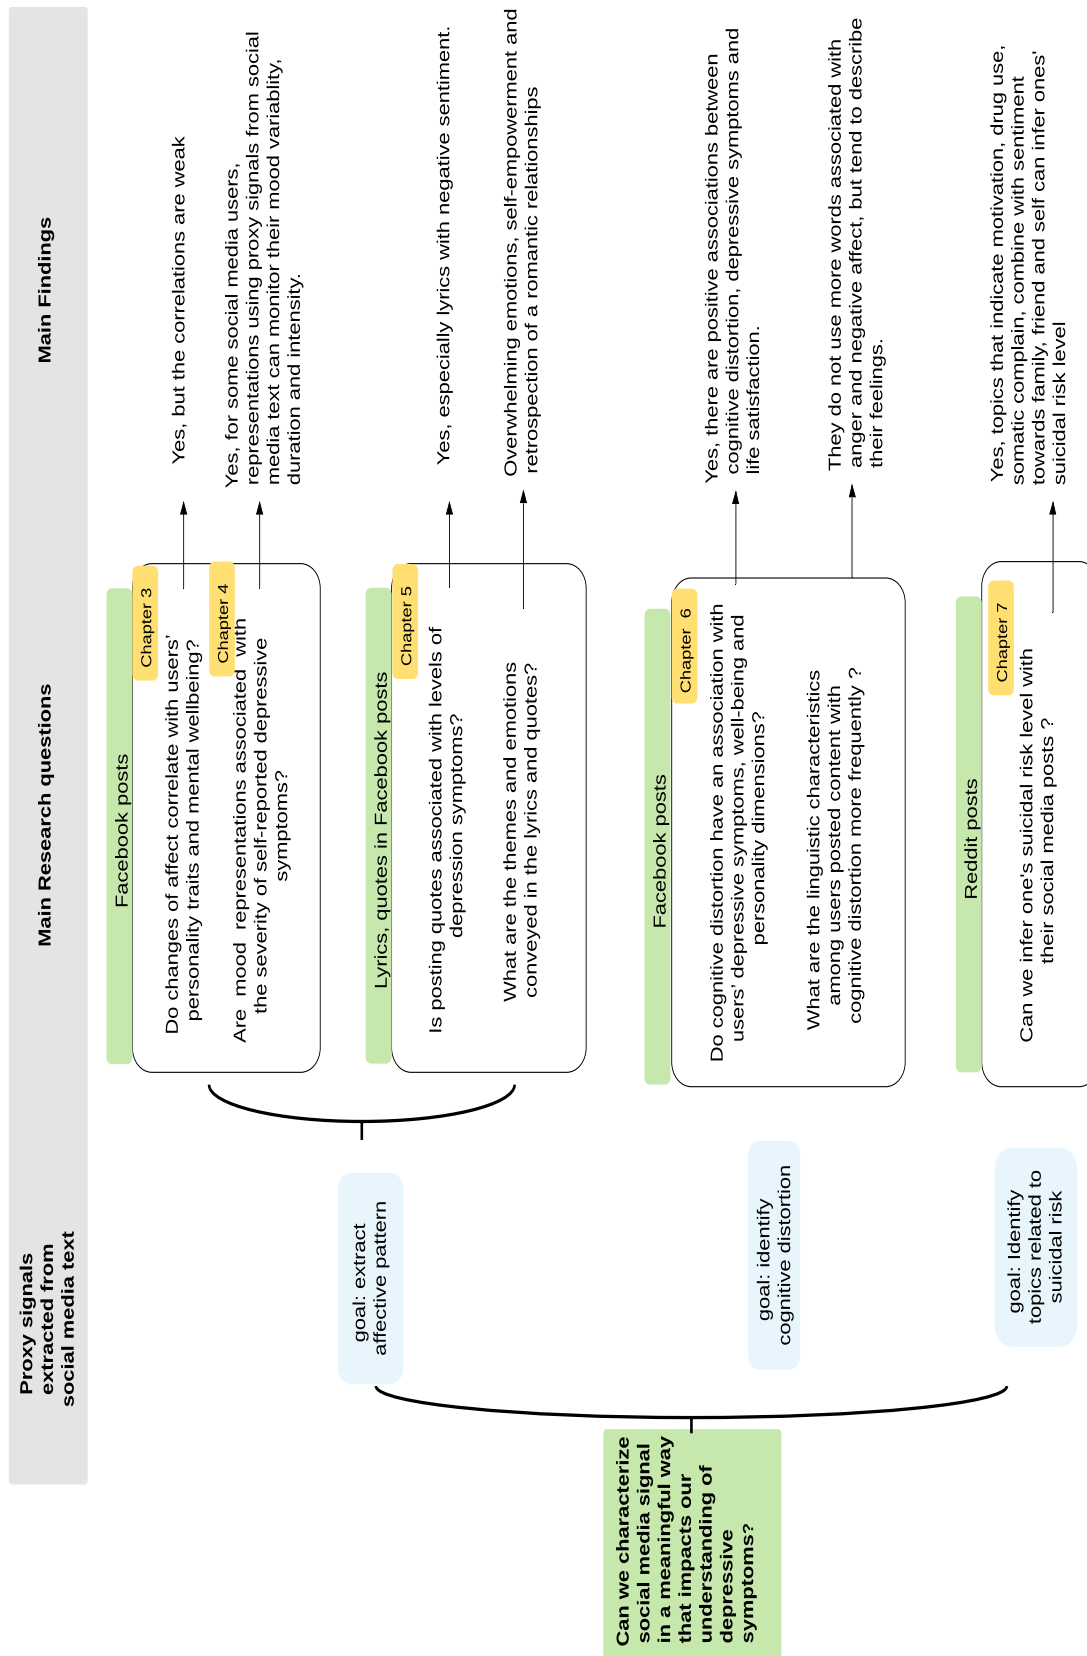 Proxy signals
extracted from
social media text
Main Research questions
Main Findings
Can we characterize
social media signal
in a meaningful way
that impacts our
understanding of
depressive
symptoms?
goal: extract
affective pattern
Facebook posts
Chapter 3
Do changes of affect correlate with users'
personality traits and mental wellbeing?
Yes, but the correlations are weak
Chapter 4
Are mood representations associated with
the severity of self-reported depressive
symptoms?
Yes, for some social media users,
representations using proxy signals from social
media text can monitor their mood variablity,
duration and intensity.
Lyrics, quotes in Facebook posts
Chapter 5
Is posting quotes associated with levels of
depression symptoms?
Yes, especially lyrics with negative sentiment.
What are the themes and emotions
conveyed in the lyrics and quotes?
Overwhelming emotions, self-empowerment and
retrospection of a romantic relationships
goal: identify
cognitive distortion
Facebook posts
Chapter 6
Do cognitive distortion have an association with
users' depressive symptoms, well-being and
personality dimensions?
Yes, there are positive associations between
cognitive distortion, depressive symptoms and
life satisfaction.
What are the linguistic characteristics
among users posted content with
cognitive distortion more frequently ?
They do not use more words associated with
anger and negative affect, but tend to describe
their feelings.
goal: Identify
topics related to
suicidal risk
Reddit posts
Chapter 7
Can we infer one's suicidal risk level with
their social media posts ?
Yes, topics that indicate motivation, drug use,
somatic complain, combine with sentiment
towards family, friend and self can infer ones'
suicidal risk level